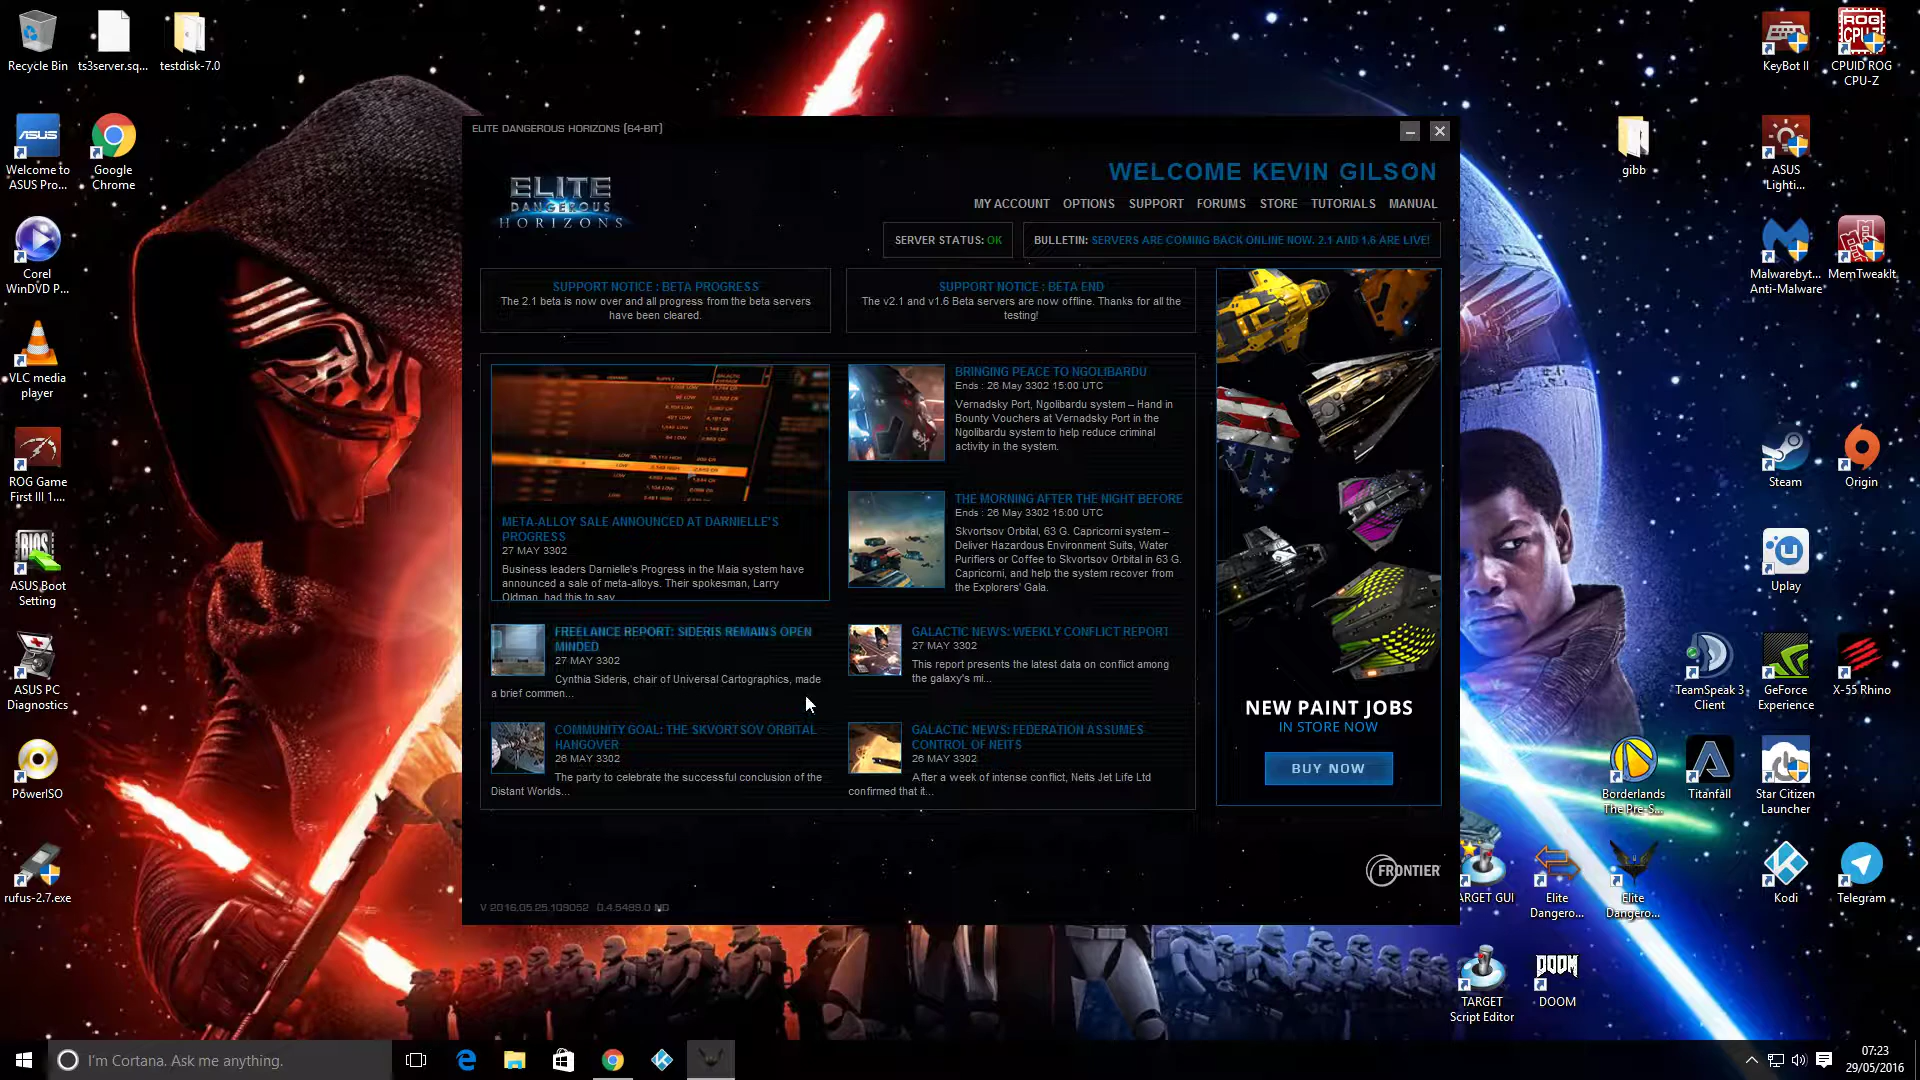 Recycle Bin
ts3server.sq...
testdisk-7.0
KeyBot II
CPUID ROG
CPU-Z
Welcome to
ASUS Pro...
Google
Chrome
gibb
ASUS
Lighti...
Corel
WinDVD P...
Malwarebyt...
Anti-Malware
MemTweakIt
VLC media
player
ROG Game
First III 1....
Steam
Origin
ASUS Boot
Setting
Uplay
ASUS PC
Diagnostics
TeamSpeak 3
Client
GeForce
Experience
X-55 Rhino
PowerISO
Borderlands
The Pre-S...
Titanfall
Star Citizen
Launcher
rufus-2.7.exe
ARGET GUI
Elite
Dangero...
Elite
Dangero...
Kodi
Telegram
TARGET
Script Editor
DOOM
DOOM
ELITE DANGEROUS HORIZONS (64-BIT)
ELITE
DANGEROUS
HORIZONS
WELCOME KEVIN GILSON
MY ACCOUNT OPTIONS SUPPORT FORUMS STORE TUTORIALS MANUAL
SERVER STATUS: OK
BULLETIN: SERVERS ARE COMING BACK ONLINE NOW. 2.1 AND 1.6 ARE LIVE!
SUPPORT NOTICE : BETA PROGRESS
The 2.1 beta is now over and all progress from the beta servers
have been cleared.
SUPPORT NOTICE : BETA END
The v2.1 and v1.6 Beta servers are now offline. Thanks for all the
testing!
META-ALLOY SALE ANNOUNCED AT DARNIELLE'S
PROGRESS
27 MAY 3302
Business leaders Darnielle's Progress in the Maia system have
announced a sale of meta-alloys. Their spokesman, Larry
Oldman, had this to say
BRINGING PEACE TO NGOLIBARDU
Ends : 26 May 3302 15:00 UTC
Vernadsky Port, Ngolibardu system – Hand in
Bounty Vouchers at Vernadsky Port in the
Ngolibardu system to help reduce criminal
activity in the system.
THE MORNING AFTER THE NIGHT BEFORE
Ends : 26 May 3302 15:00 UTC
Skvortsov Orbital, 63 G. Capricorni system –
Deliver Hazardous Environment Suits, Water
Purifiers or Coffee to Skvortsov Orbital in 63 G.
Capricorni, and help the system recover from
the Explorers' Gala.
FREELANCE REPORT: SIDERIS REMAINS OPEN
MINDED
27 MAY 3302
Cynthia Sideris, chair of Universal Cartographics, made
a brief commen...
GALACTIC NEWS: WEEKLY CONFLICT REPORT
27 MAY 3302
This report presents the latest data on conflict among
the galaxy's mi...
COMMUNITY GOAL: THE SKVORTSOV ORBITAL
HANGOVER
26 MAY 3302
The party to celebrate the successful conclusion of the
Distant Worlds...
GALACTIC NEWS: FEDERATION ASSUMES
CONTROL OF NEITS
26 MAY 3302
After a week of intense conflict, Neits Jet Life Ltd
confirmed that it...
NEW PAINT JOBS
IN STORE NOW
BUY NOW
FRONTIER
V 2016.05.25.109052 0.4.5499.0 MD
I'm Cortana. Ask me anything.
07:23
29/05/2016